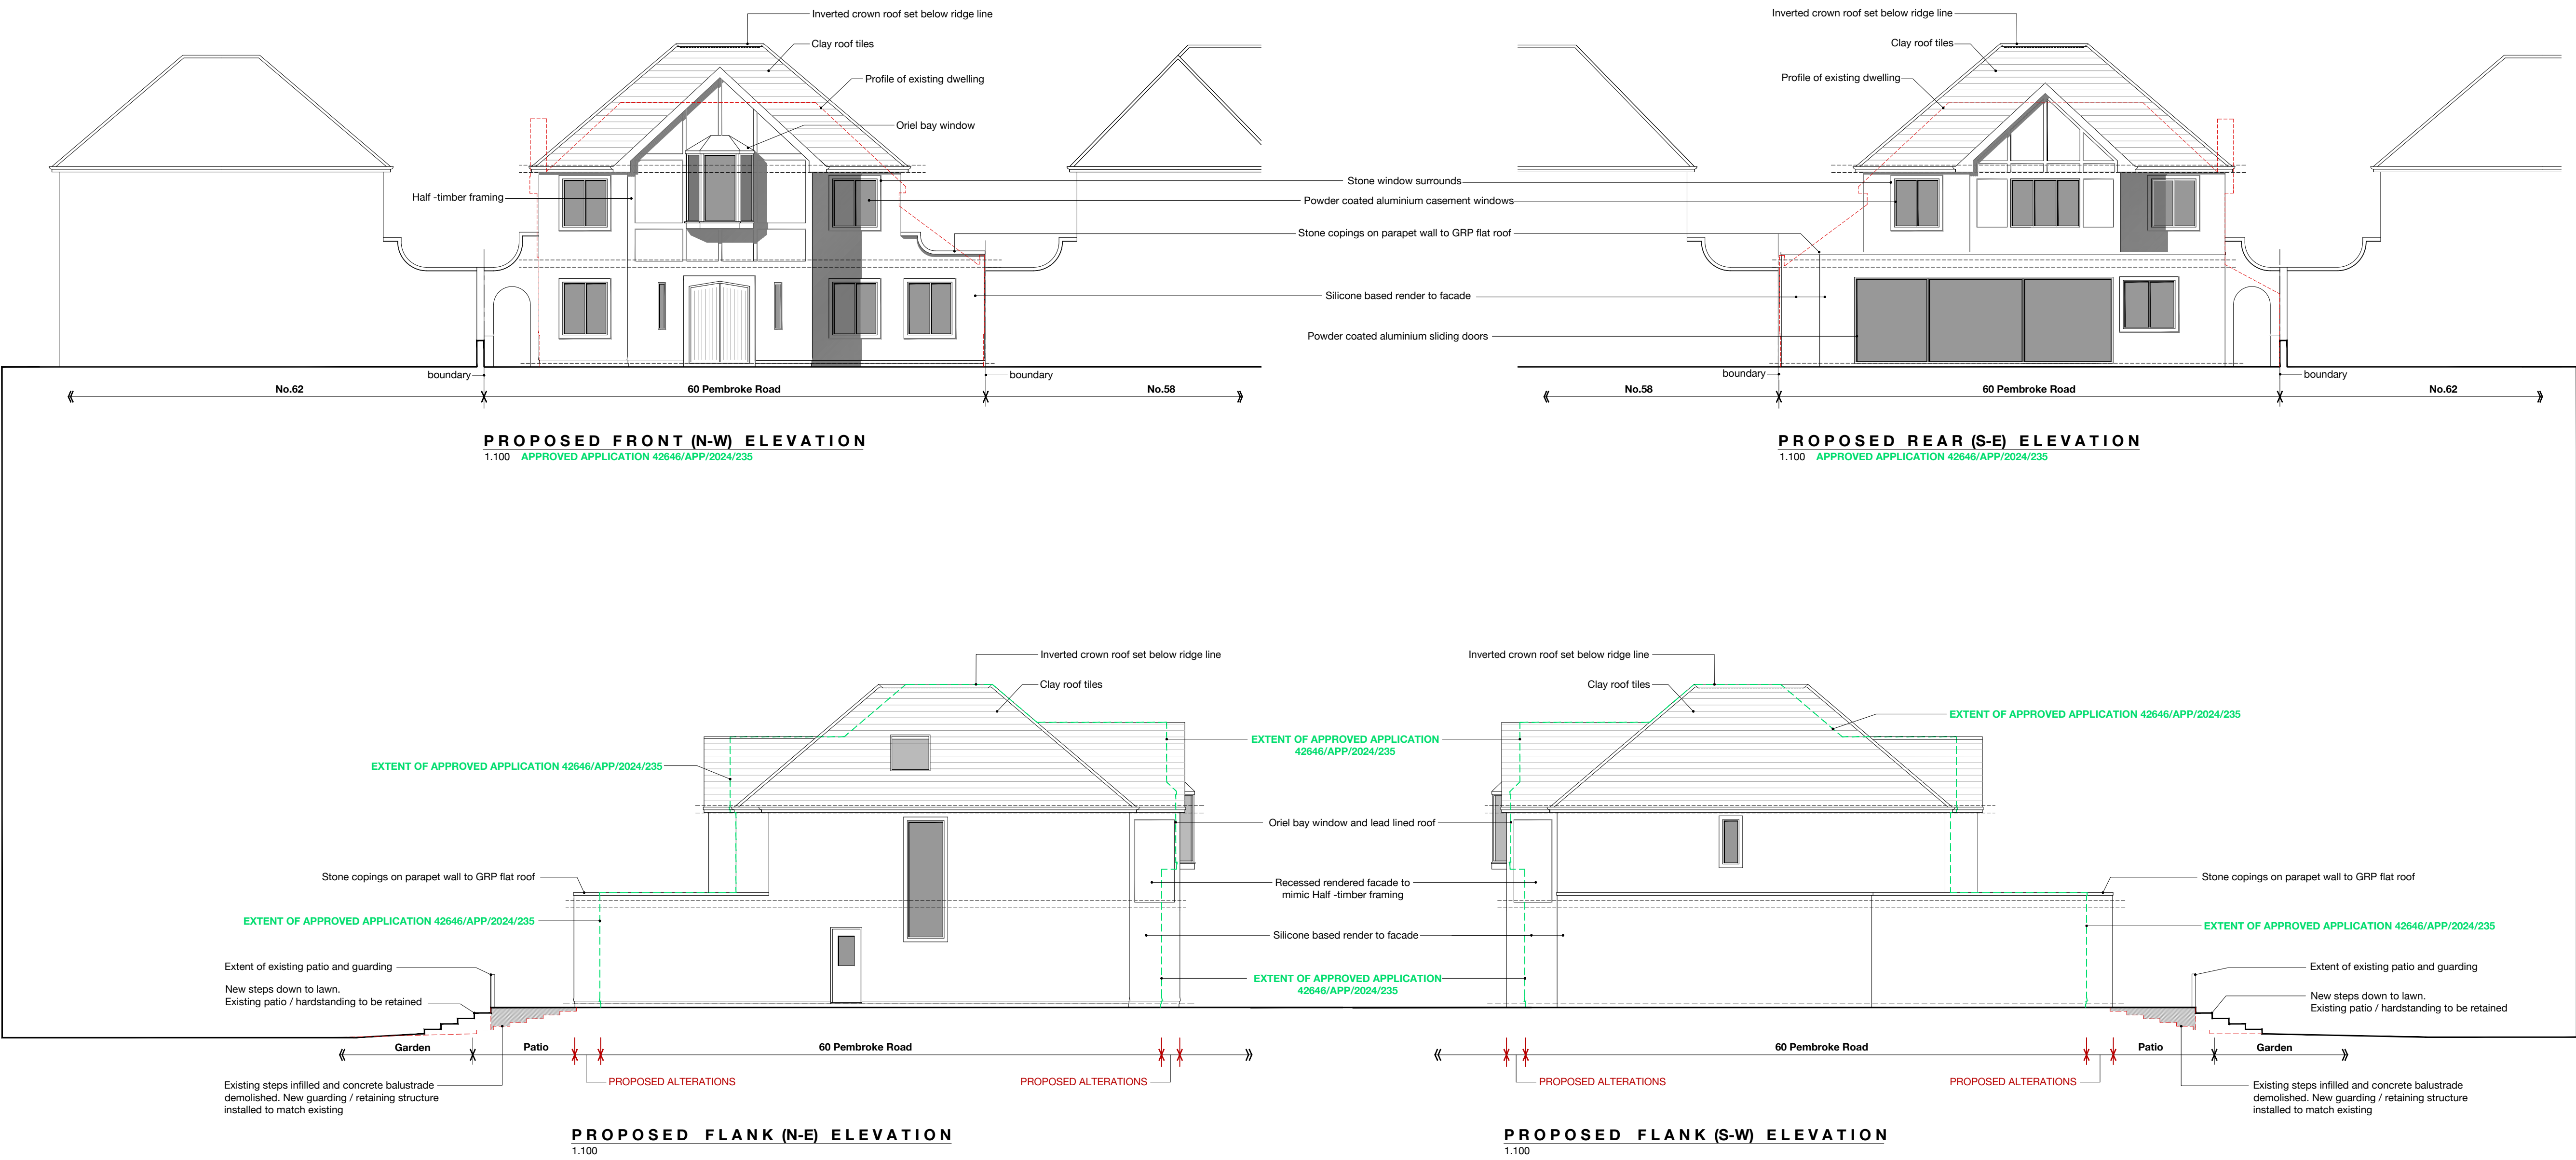 Inverted crown roof set below ridge line
Clay roof tiles
Profile of existing dwelling
Oriel bay window
Half -timber framing
Inverted crown roof set below ridge line
Clay roof tiles
Profile of existing dwelling
Stone window surrounds
Powder coated aluminium casement windows
Stone copings on parapet wall to GRP flat roof
Silicone based render to facade
Powder coated aluminium sliding doors
boundary
boundary
No.62
60 Pembroke Road
No.58
boundary
boundary
No.58
60 Pembroke Road
No.62
PROPOSED FRONT (N-W) ELEVATION
1.100 APPROVED APPLICATION 42646/APP/2024/235
PROPOSED REAR (S-E) ELEVATION
1.100 APPROVED APPLICATION 42646/APP/2024/235
Inverted crown roof set below ridge line
Clay roof tiles
Inverted crown roof set below ridge line
Clay roof tiles
EXTENT OF APPROVED APPLICATION 42646/APP/2024/235
EXTENT OF APPROVED APPLICATION
42646/APP/2024/235
EXTENT OF APPROVED APPLICATION 42646/APP/2024/235
Oriel bay window and lead lined roof
Stone copings on parapet wall to GRP flat roof
Recessed rendered facade to
mimic Half -timber framing
Stone copings on parapet wall to GRP flat roof
EXTENT OF APPROVED APPLICATION 42646/APP/2024/235
Silicone based render to facade
EXTENT OF APPROVED APPLICATION 42646/APP/2024/235
Extent of existing patio and guarding
New steps down to lawn.
Existing patio / hardstanding to be retained
EXTENT OF APPROVED APPLICATION
42646/APP/2024/235
Extent of existing patio and guarding
New steps down to lawn.
Existing patio / hardstanding to be retained
Garden
Patio
60 Pembroke Road
60 Pembroke Road
Patio
Garden
Existing steps infilled and concrete balustrade
demolished. New guarding / retaining structure
installed to match existing
PROPOSED ALTERATIONS
PROPOSED ALTERATIONS
PROPOSED ALTERATIONS
PROPOSED ALTERATIONS
Existing steps infilled and concrete balustrade
demolished. New guarding / retaining structure
installed to match existing
PROPOSED FLANK (N-E) ELEVATION
1.100
PROPOSED FLANK (S-W) ELEVATION
1.100